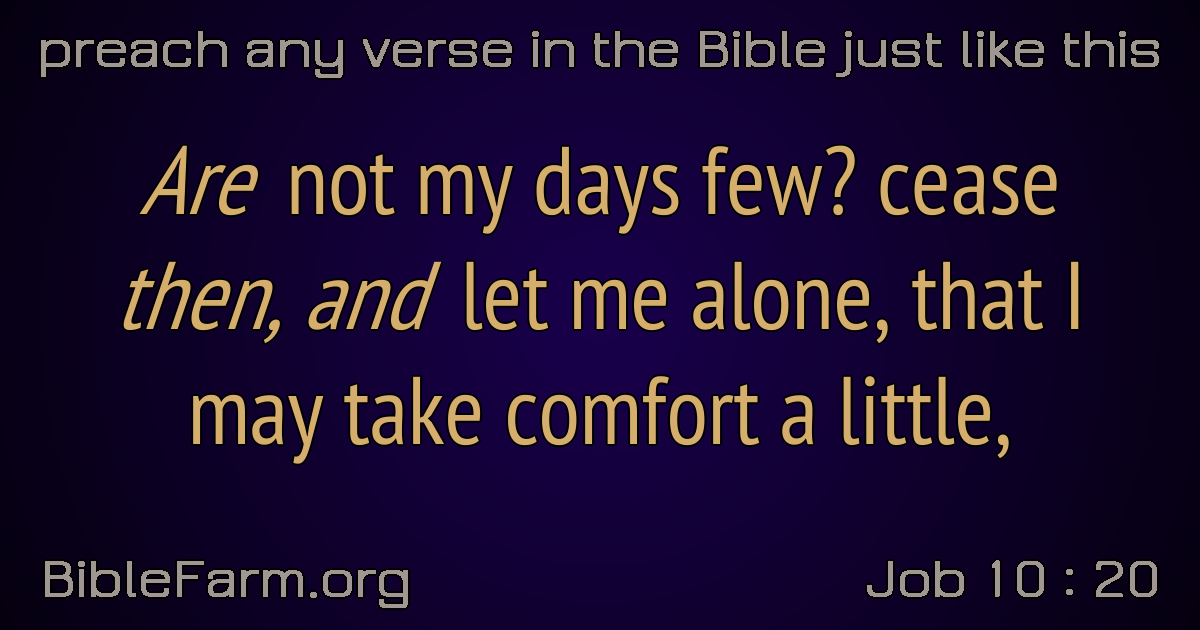 preach any verse in the Bible just like this
Are not my days few? cease
then, and let me alone, that I
may take comfort a little,
BibleFarm.org
Job 10 : 20